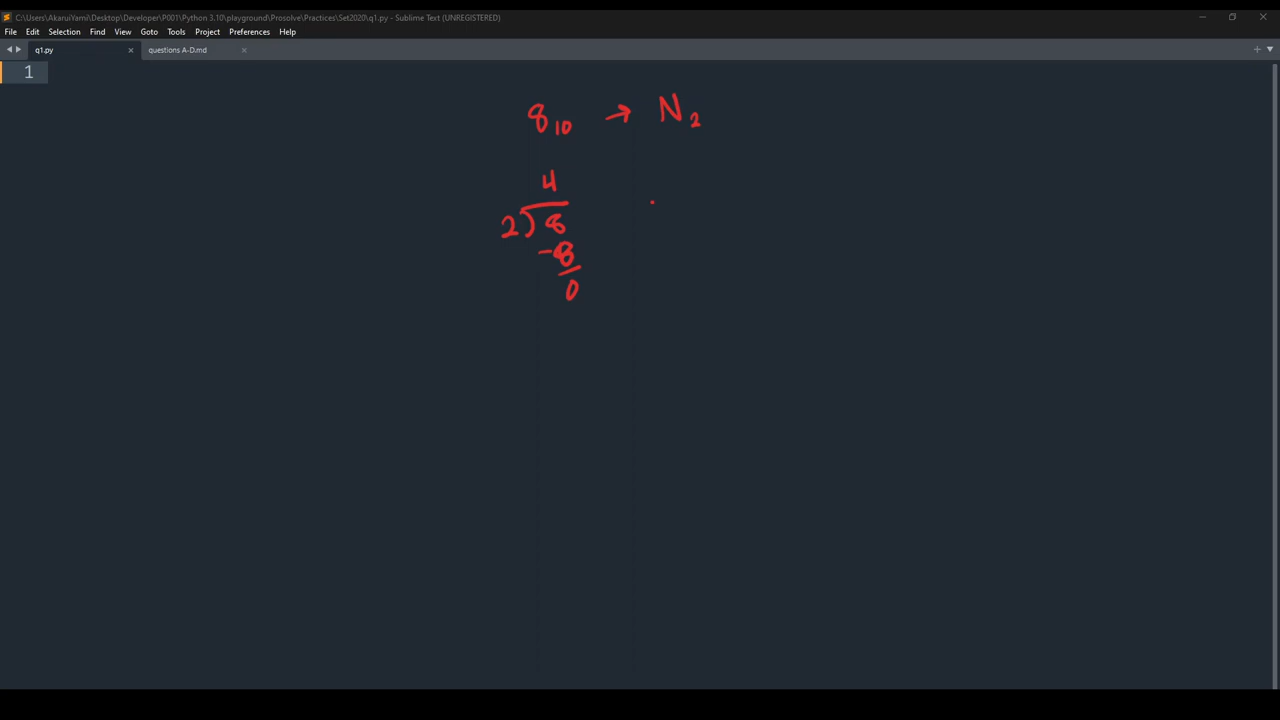 C:\Users\AkaruiYami\Desktop\Developer\P001\Python 3.10\playground\Prosolve\Practices\Set2020\q1.py - Sublime Text (UNREGISTERED)
File Edit Selection Find View Goto Tools Project Preferences Help
q1.py questions A-D.md
1
8₁₀ → N₂
4
2) 8
-8
0